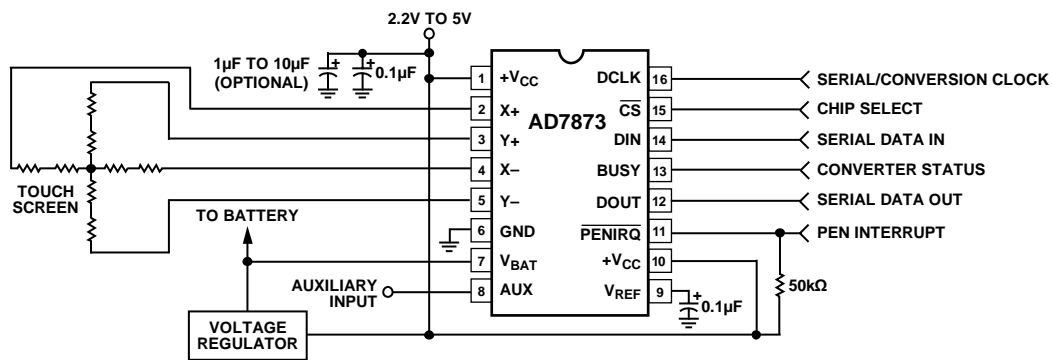 2.2V TO 5V
1µF TO 10µF
(OPTIONAL)
+
+
0.1µF
1 +VCC
2 X+
3 Y+
4 X–
5 Y–
6 GND
7 VBAT
8 AUX
AD7873
DCLK 16
CS 15
DIN 14
BUSY 13
DOUT 12
PENIRQ 11
+VCC 10
VREF 9
SERIAL/CONVERSION CLOCK
CHIP SELECT
SERIAL DATA IN
CONVERTER STATUS
SERIAL DATA OUT
PEN INTERRUPT
50kΩ
+
0.1µF
TOUCH
SCREEN
TO BATTERY
AUXILIARY
INPUT
VOLTAGE
REGULATOR